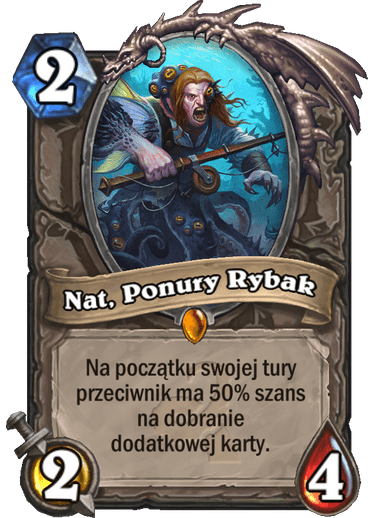 2
Nat, Ponury Rybak
Na początku swojej tury
przeciwnik ma 50% szans
na dobranie
dodatkowej karty.
2
4